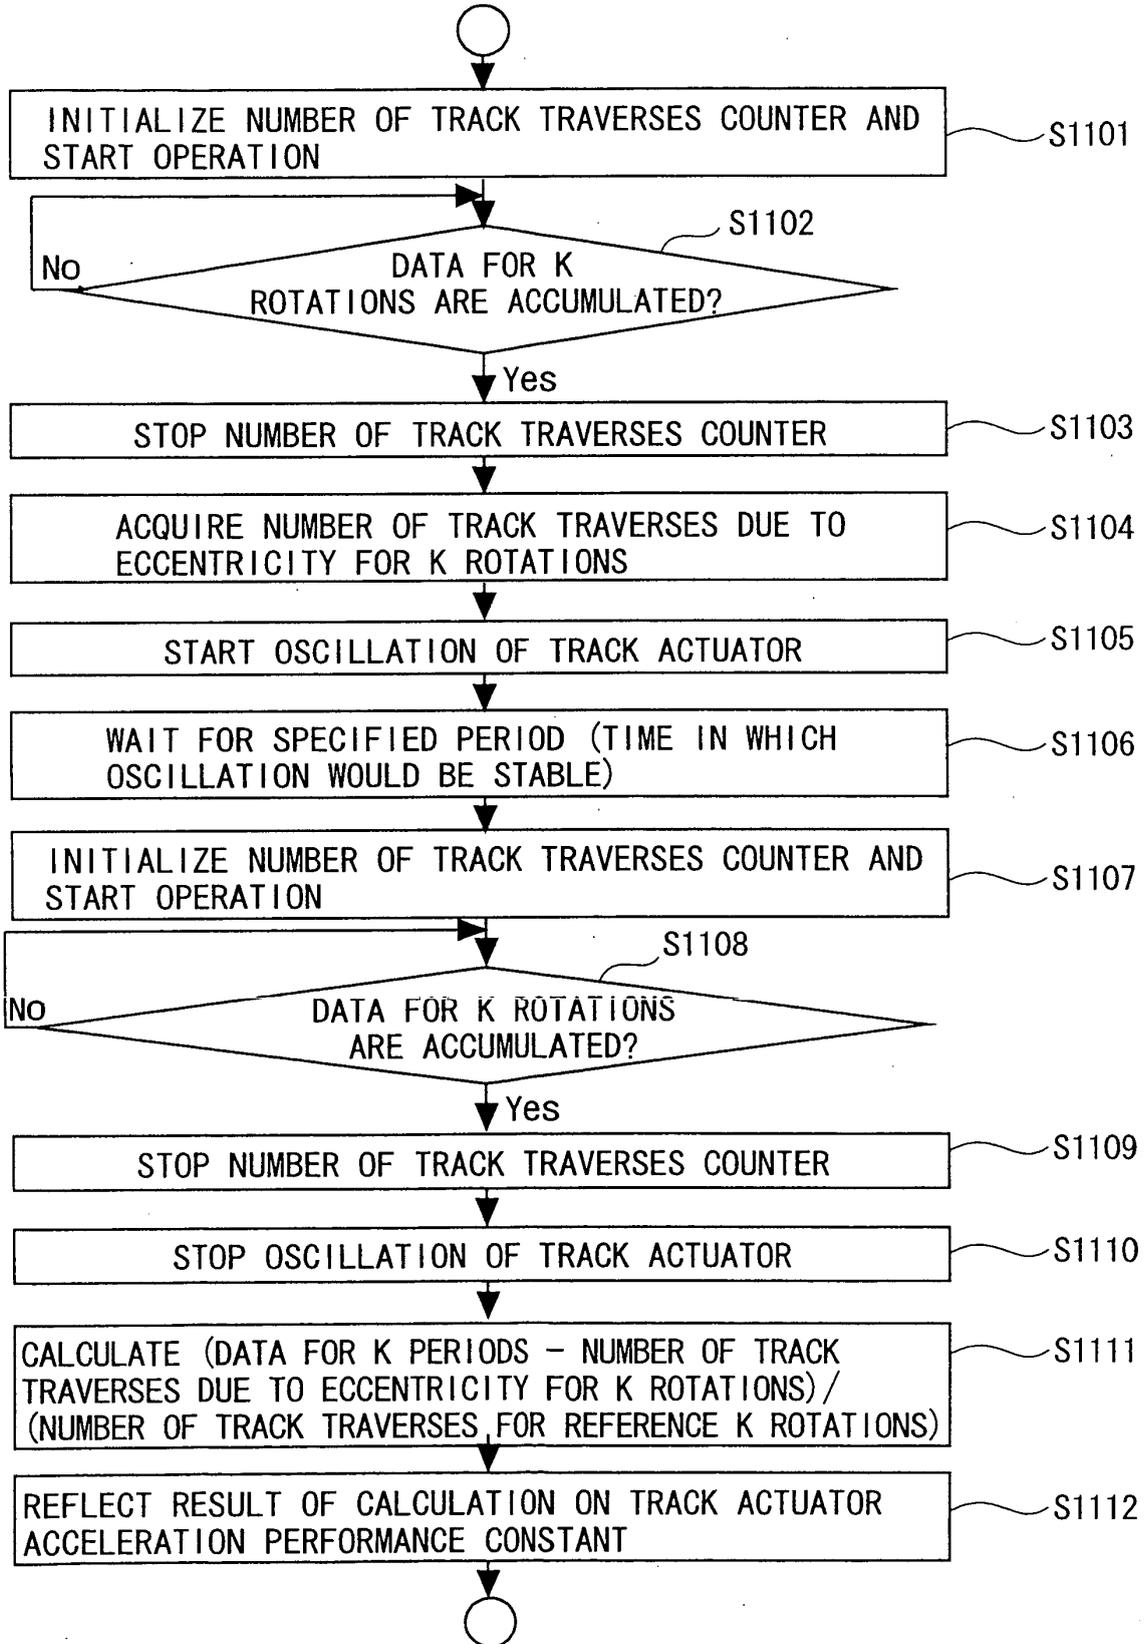 INITIALIZE NUMBER OF TRACK TRAVERSES COUNTER AND
START OPERATION
S1101
S1102
No
DATA FOR K
ROTATIONS ARE ACCUMULATED?
Yes
STOP NUMBER OF TRACK TRAVERSES COUNTER
S1103
ACQUIRE NUMBER OF TRACK TRAVERSES DUE TO
ECCENTRICITY FOR K ROTATIONS
S1104
START OSCILLATION OF TRACK ACTUATOR
S1105
WAIT FOR SPECIFIED PERIOD (TIME IN WHICH
OSCILLATION WOULD BE STABLE)
S1106
INITIALIZE NUMBER OF TRACK TRAVERSES COUNTER AND
START OPERATION
S1107
S1108
No
DATA FOR K ROTATIONS
ARE ACCUMULATED?
Yes
STOP NUMBER OF TRACK TRAVERSES COUNTER
S1109
STOP OSCILLATION OF TRACK ACTUATOR
S1110
CALCULATE (DATA FOR K PERIODS - NUMBER OF TRACK
TRAVERSES DUE TO ECCENTRICITY FOR K ROTATIONS)/
(NUMBER OF TRACK TRAVERSES FOR REFERENCE K ROTATIONS)
S1111
REFLECT RESULT OF CALCULATION ON TRACK ACTUATOR
ACCELERATION PERFORMANCE CONSTANT
S1112